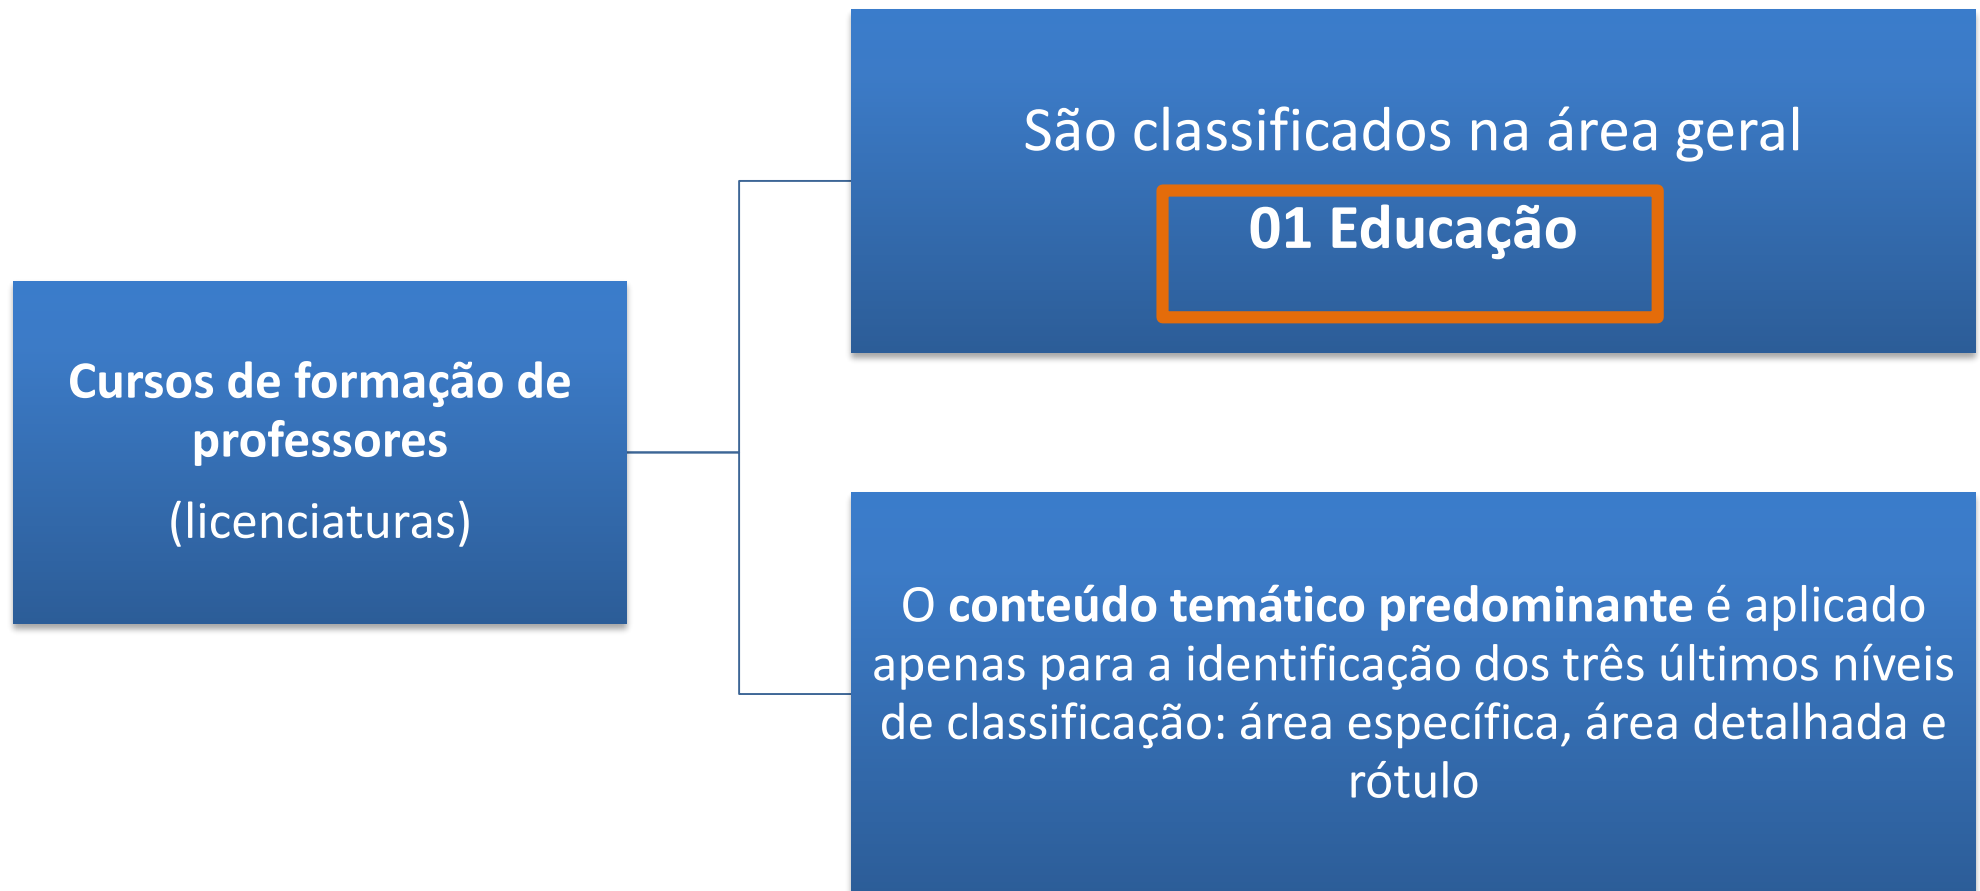 Cursos de formação de
professores
(licenciaturas)
São classificados na área geral
01 Educação
O conteúdo temático predominante é aplicado
apenas para a identificação dos três últimos níveis
de classificação: área específica, área detalhada e
rótulo